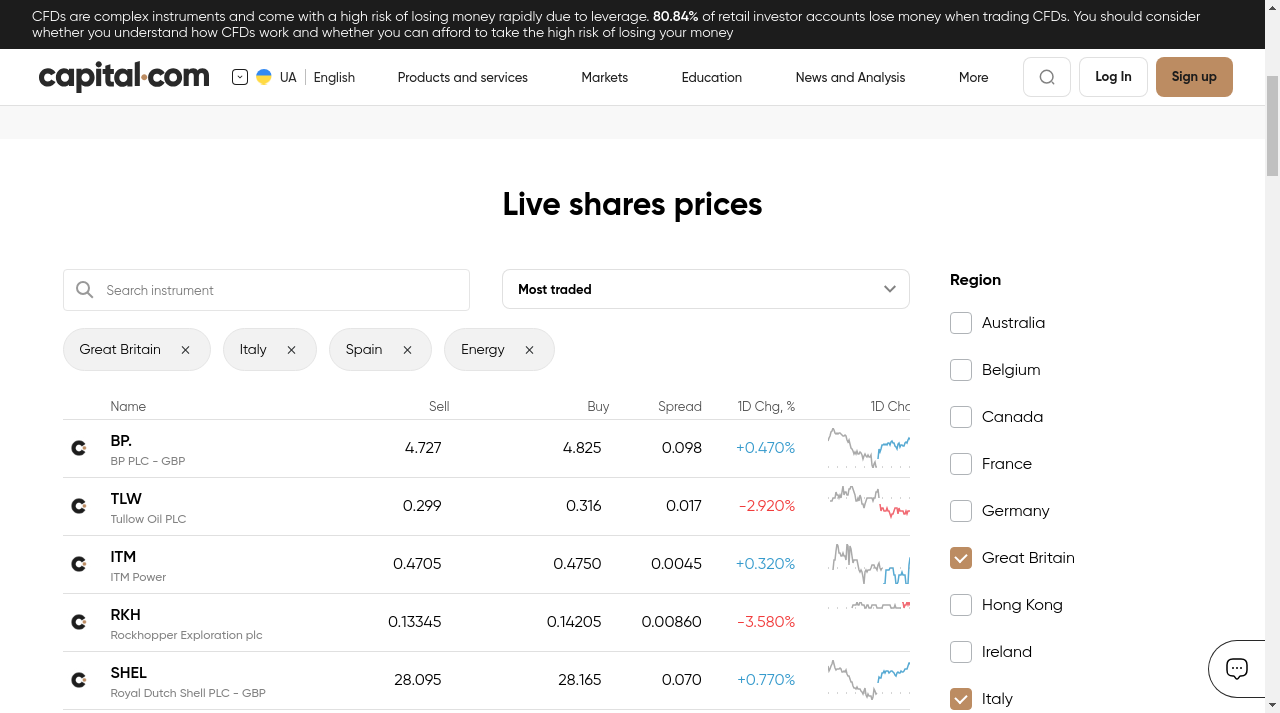 CFDs are complex instruments and come with a high risk of losing money rapidly due to leverage. 80.84% of retail investor accounts lose money when trading CFDs. You should consider
whether you understand how CFDs work and whether you can afford to take the high risk of losing your money
capital.com
UA
English
Products and services
Markets
Education
News and Analysis
More
Log In
Sign up
Live shares prices
Search instrument
Most traded
Great Britain
Italy
Spain
Energy
Name Sell Buy Spread 1D Chg, %
BP. 4.727 4.825 0.098 +0.470%
BP PLC - GBP
TLW 0.299 0.316 0.017 -2.920%
Tullow Oil PLC
ITM 0.4705 0.4750 0.0045 +0.320%
ITM Power
RKH 0.13345 0.14205 0.00860 -3.580%
Rockhopper Exploration plc
SHEL 28.095 28.165 0.070 +0.770%
Royal Dutch Shell PLC - GBP
Region
Australia
Belgium
Canada
France
Germany
Great Britain
Hong Kong
Ireland
Italy